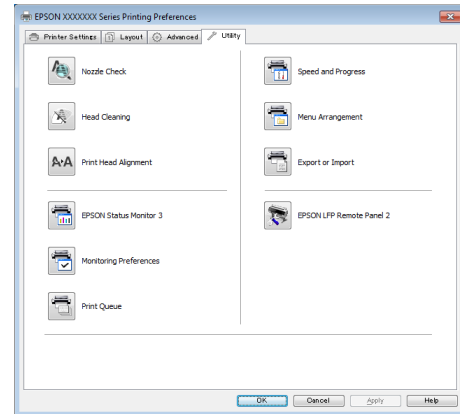 EPSON XXXXXXX Series Printing Preferences
Printer Settings Layout Advanced Utility
Nozzle Check
Speed and Progress
Head Cleaning
Menu Arrangement
A A Print Head Alignment
Export or Import
EPSON Status Monitor 3
EPSON LFP Remote Panel 2
Monitoring Preferences
Print Queue
OK Cancel Apply Help